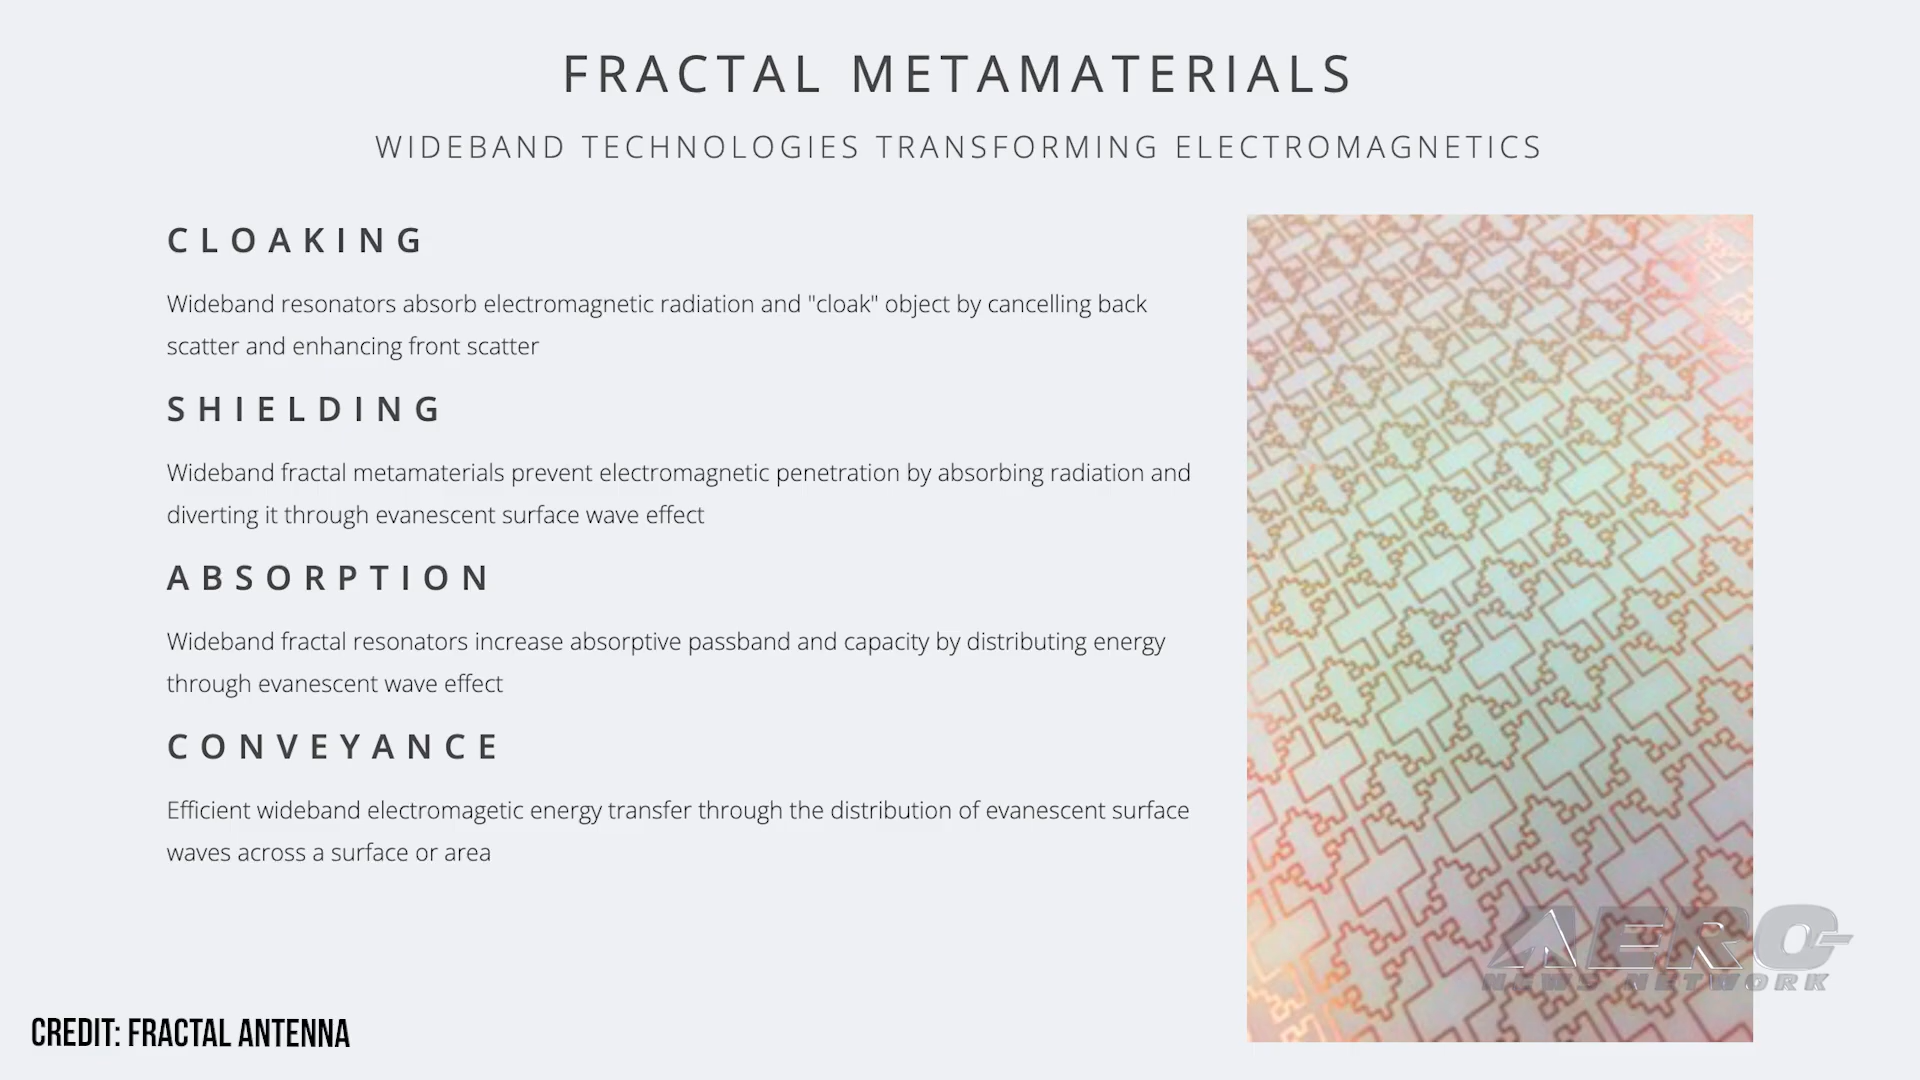 FRACTAL METAMATERIALS
WIDEBAND TECHNOLOGIES TRANSFORMING ELECTROMAGNETICS
CLOAKING
Wideband resonators absorb electromagnetic radiation and "cloak" object by cancelling back
scatter and enhancing front scatter
SHIELDING
Wideband fractal metamaterials prevent electromagnetic penetration by absorbing radiation and
diverting it through evanescent surface wave effect
ABSORPTION
Wideband fractal resonators increase absorptive passband and capacity by distributing energy
through evanescent wave effect
CONVEYANCE
Efficient wideband electromagetic energy transfer through the distribution of evanescent surface
waves across a surface or area
AERO-
NEWS NETWORK
CREDIT: FRACTAL ANTENNA